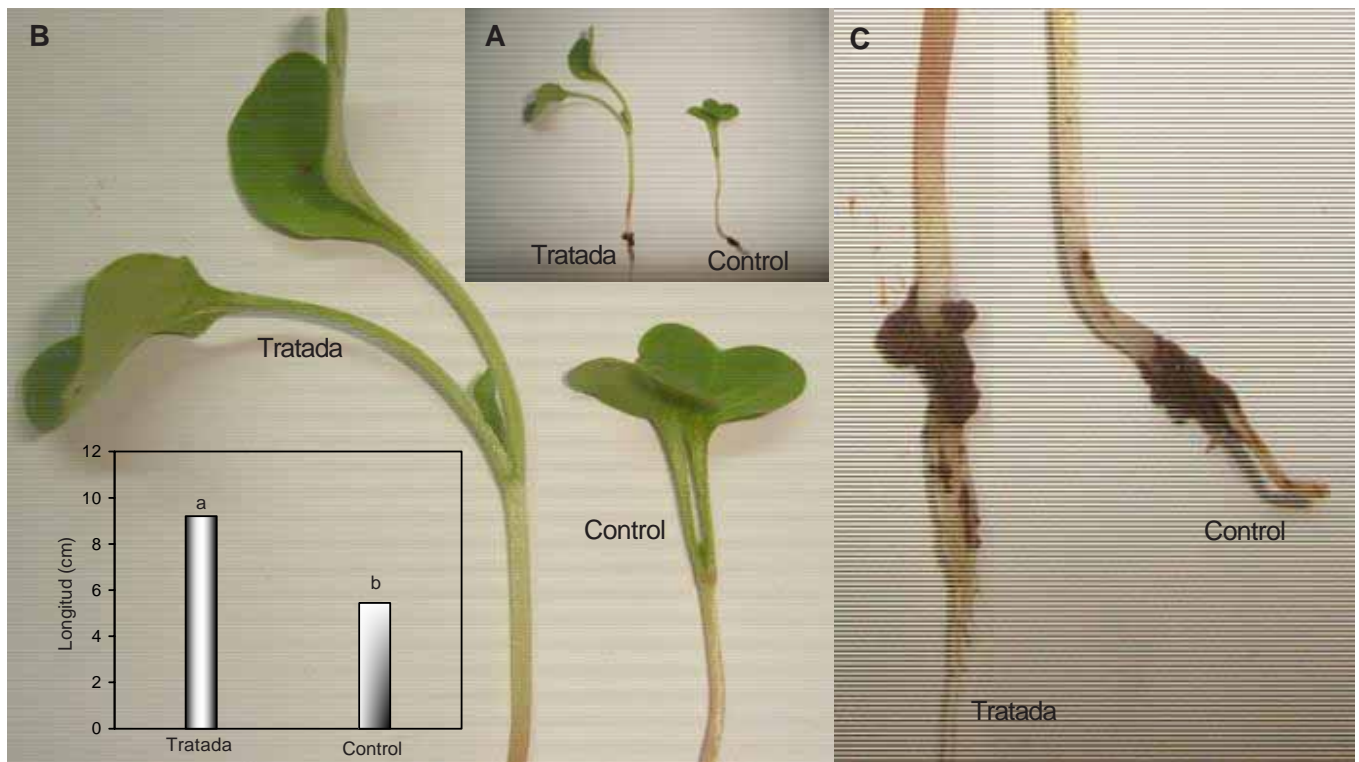 B
A
C
Tratada
Control
Tratada
Control
12
10
8
6
4
2
0
Longitud (cm)
a
b
Tratada
Control
Control
Tratada